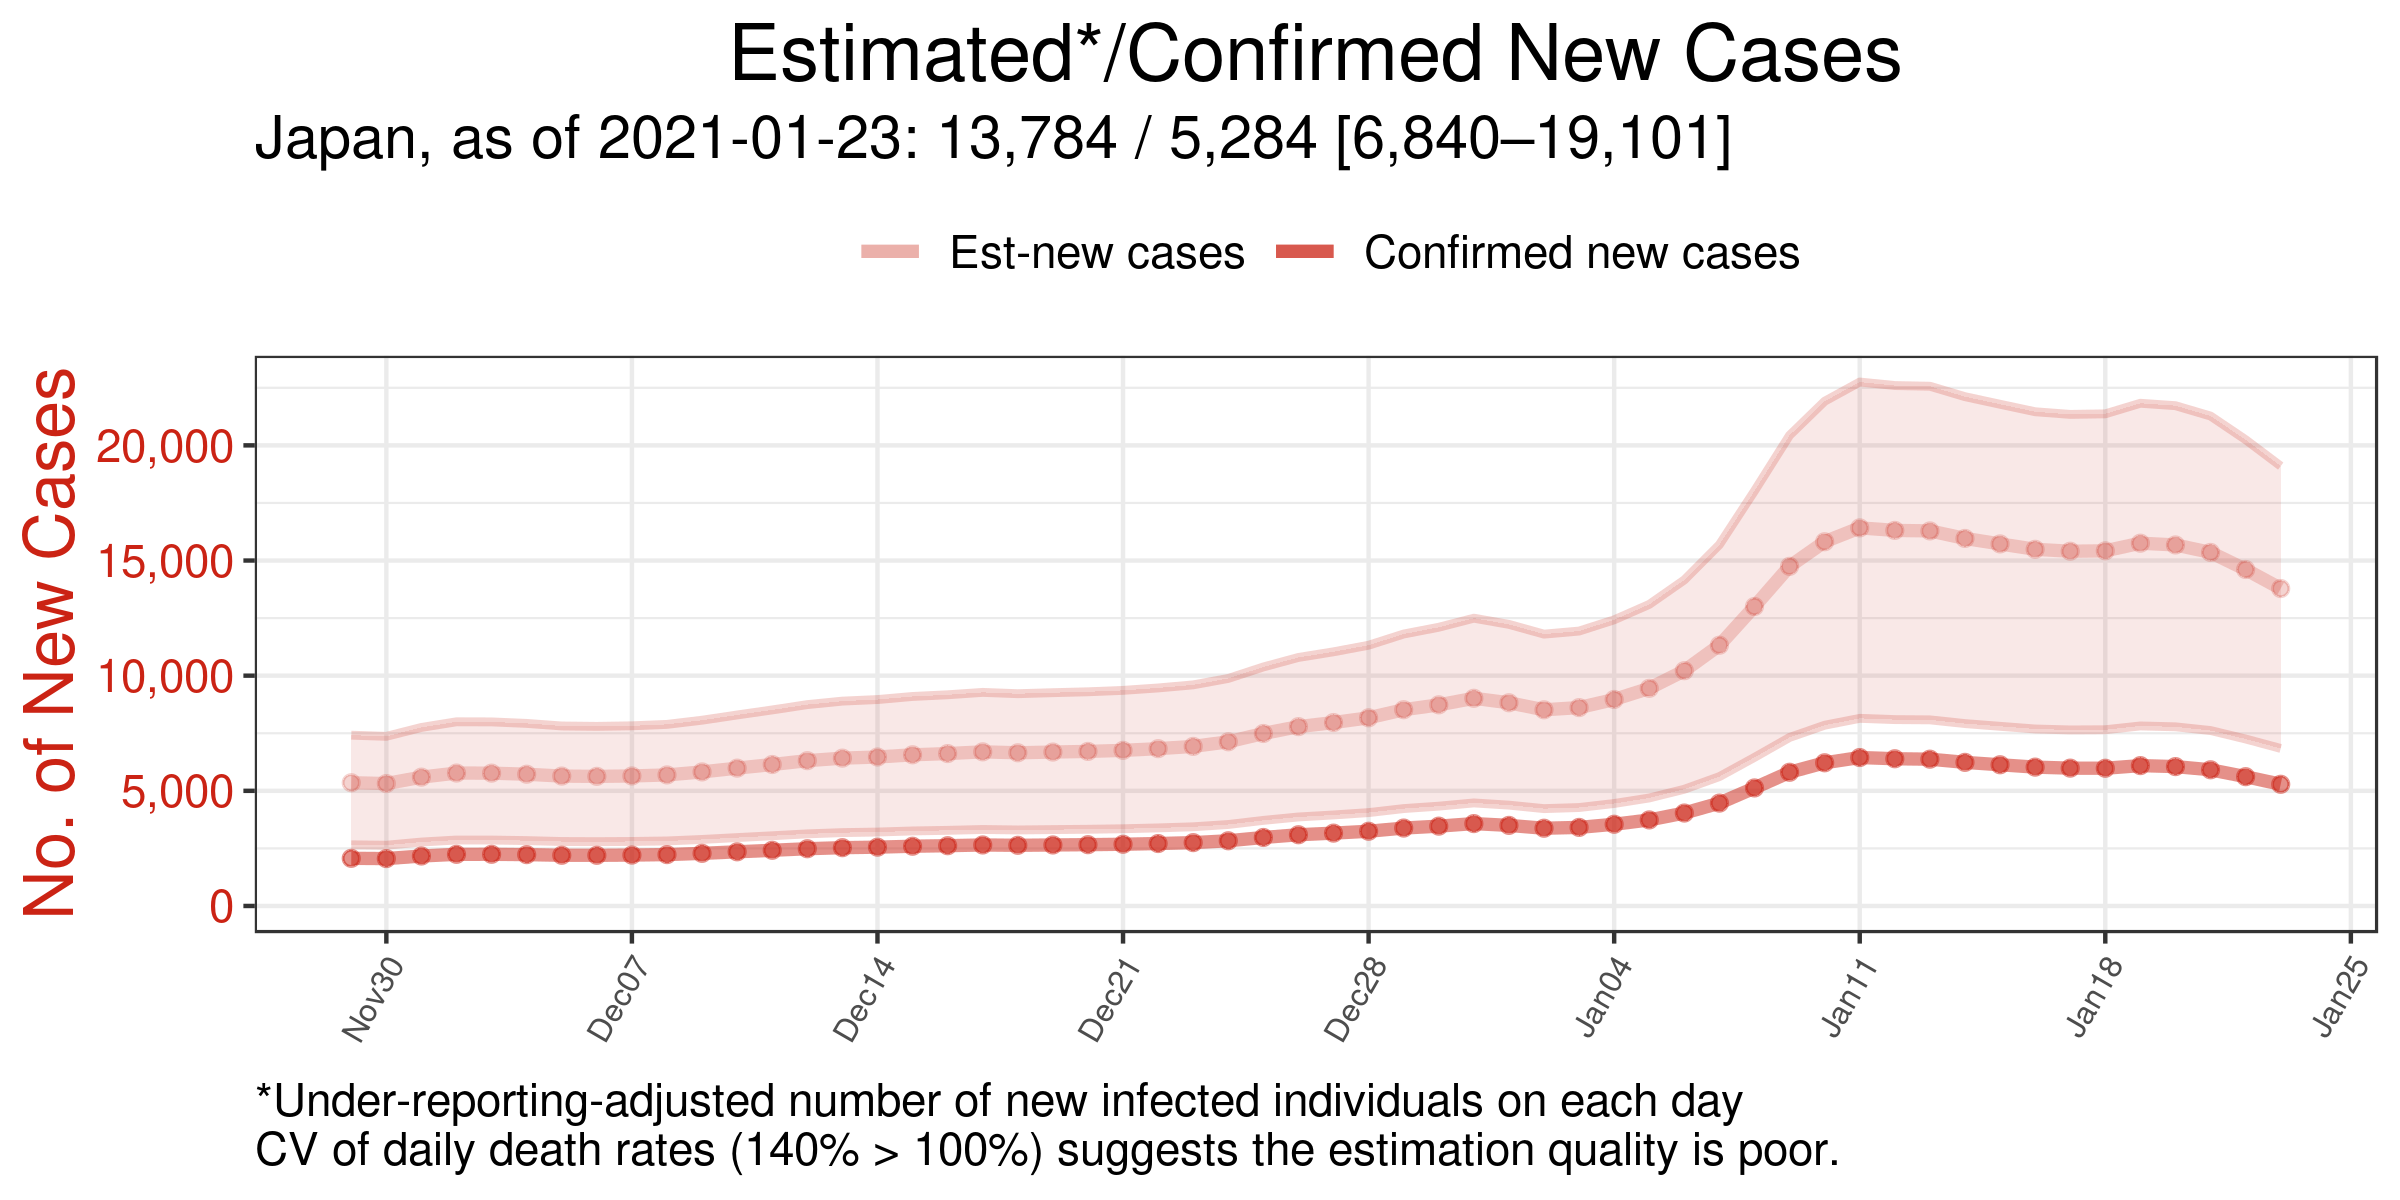 Estimated*/Confirmed New Cases
Japan, as of 2021-01-23: 13,784 / 5,284 [6,840–19,101]
Est-new cases
Confirmed new cases
No. of New Cases
20,000
15,000
10,000
5,000
0
Nov30
Dec07
Dec14
Dec21
Dec28
Jan04
Jan11
Jan18
Jan25
*Under-reporting-adjusted number of new infected individuals on each day
CV of daily death rates (140% > 100%) suggests the estimation quality is poor.